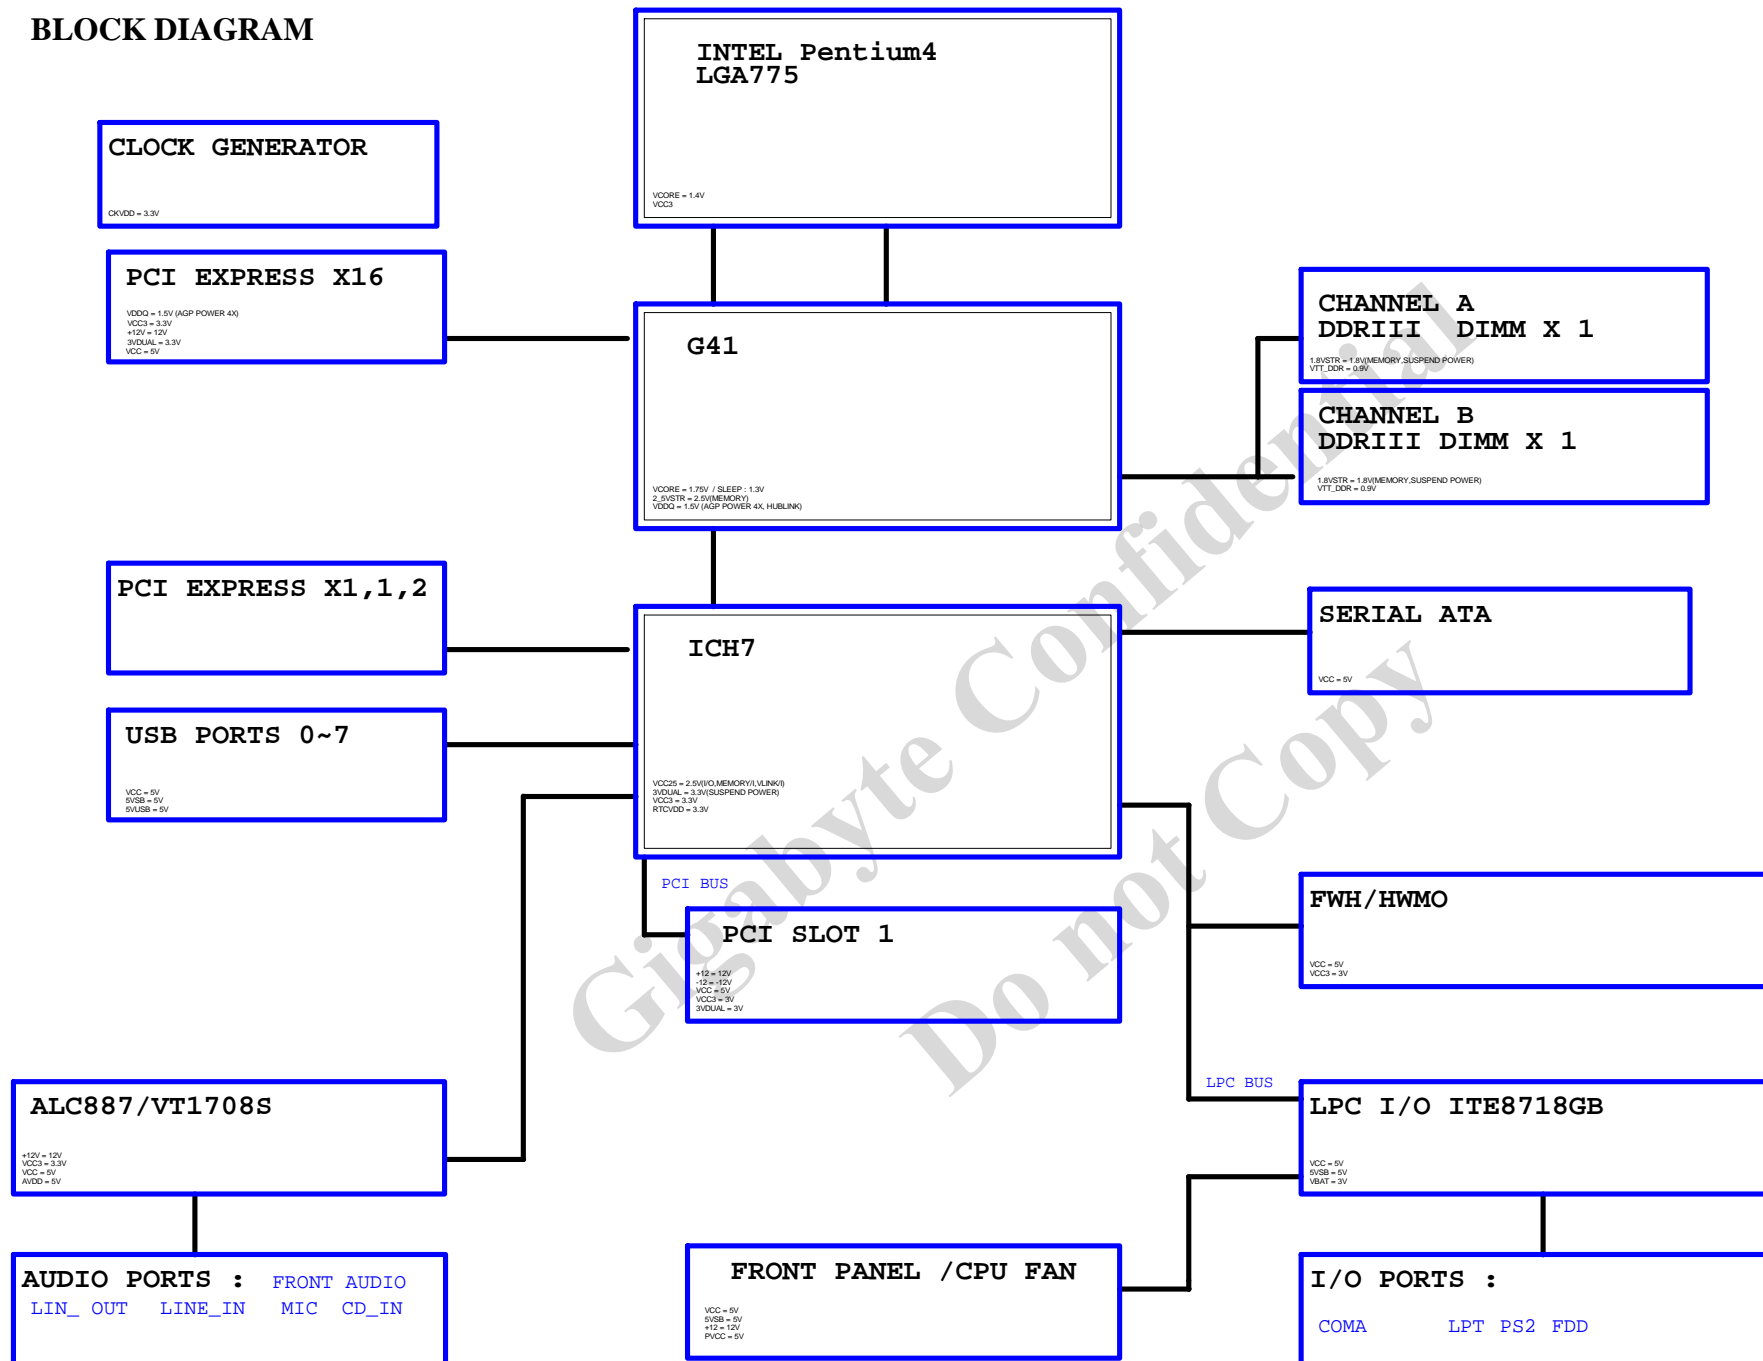 BLOCK DIAGRAM
INTEL Pentium4
LGA775
VCORE = 1.4V
VCC3
CLOCK GENERATOR
CKVDD = 3.3V
PCI EXPRESS X16
VDDQ = 1.5V (AGP POWER 4X)
VCC3 = 3.3V
+12V = 12V
3VDUAL = 3.3V
VCC = 5V
G41
VCORE = 1.75V / SLEEP : 1.3V
2_5VSTR = 2.5V(MEMORY)
VDDQ = 1.5V (AGP POWER 4X, HUBLINK)
CHANNEL A
DDRIII DIMM X 1
1.8VSTR = 1.8V(MEMORY,SUSPEND POWER)
VTT_DDR = 0.9V
CHANNEL B
DDRIII DIMM X 1
1.8VSTR = 1.8V(MEMORY,SUSPEND POWER)
VTT_DDR = 0.9V
PCI EXPRESS X1,1,2
ICH7
VCC25 = 2.5V(I/O,MEMORY/I,VLINK/I)
3VDUAL = 3.3V(SUSPEND POWER)
VCC3 = 3.3V
RTCVDD = 3.3V
SERIAL ATA
VCC = 5V
USB PORTS 0~7
VCC = 5V
5VSB = 5V
5VUSB = 5V
PCI BUS
PCI SLOT 1
+12 = 12V
-12 = -12V
VCC = 5V
VCC3 = 3V
3VDUAL = 3V
FWH/HWMO
VCC = 5V
VCC3 = 3V
LPC BUS
LPC I/O ITE8718GB
VCC = 5V
5VSB = 5V
VBAT = 3V
ALC887/VT1708S
+12V = 12V
VCC3 = 3.3V
VCC = 5V
AVDD = 5V
AUDIO PORTS : FRONT AUDIO
LIN_ OUT LINE_IN MIC CD_IN
FRONT PANEL /CPU FAN
VCC = 5V
5VSB = 5V
+12 = 12V
PVCC = 5V
I/O PORTS :
COMA LPT PS2 FDD
Gigabyte Confidential
Do not Copy